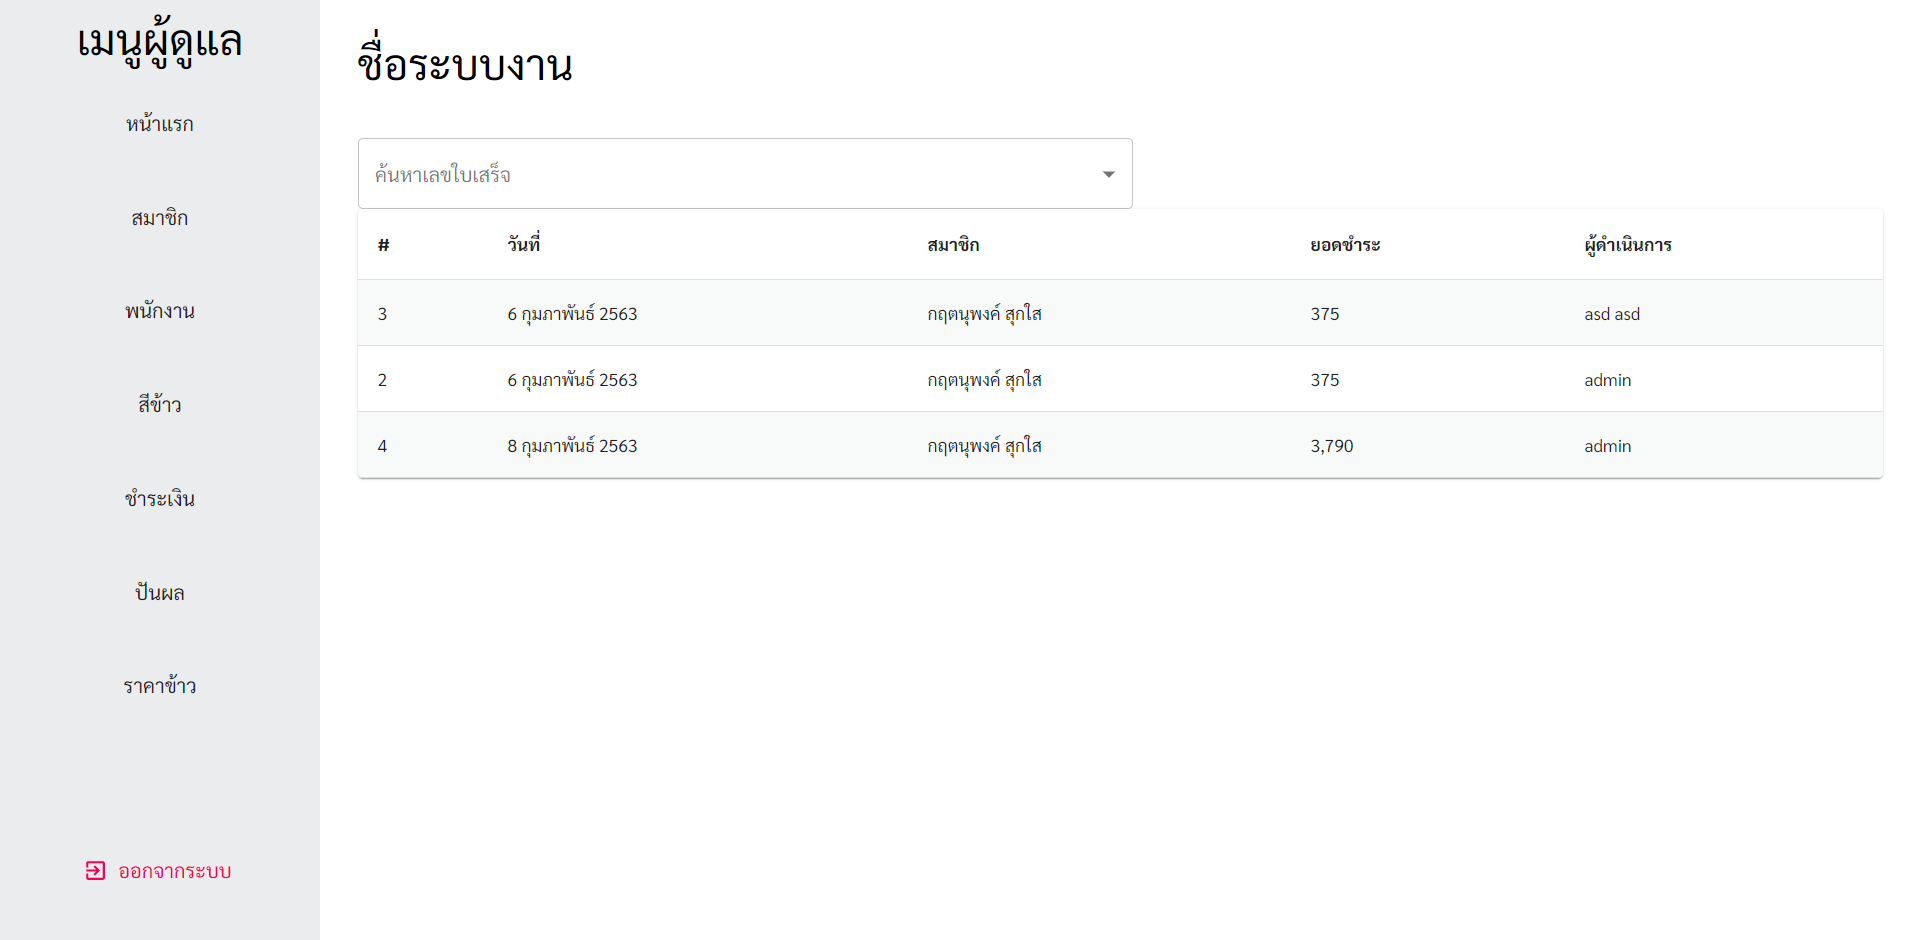 เมนูผู้ดูแล
หน้าแรก
สมาชิก
พนักงาน
สีข้าว
ชำระเงิน
ปันผล
ราคาข้าว
ออกจากระบบ
ชื่อระบบงาน
ค้นหาเลขใบเสร็จ
# วันที่ สมาชิก ยอดชำระ ผู้ดำเนินการ
3 6 กุมภาพันธ์ 2563 กฤตนุพงค์ สุกใส 375 asd asd
2 6 กุมภาพันธ์ 2563 กฤตนุพงค์ สุกใส 375 admin
4 8 กุมภาพันธ์ 2563 กฤตนุพงค์ สุกใส 3,790 admin